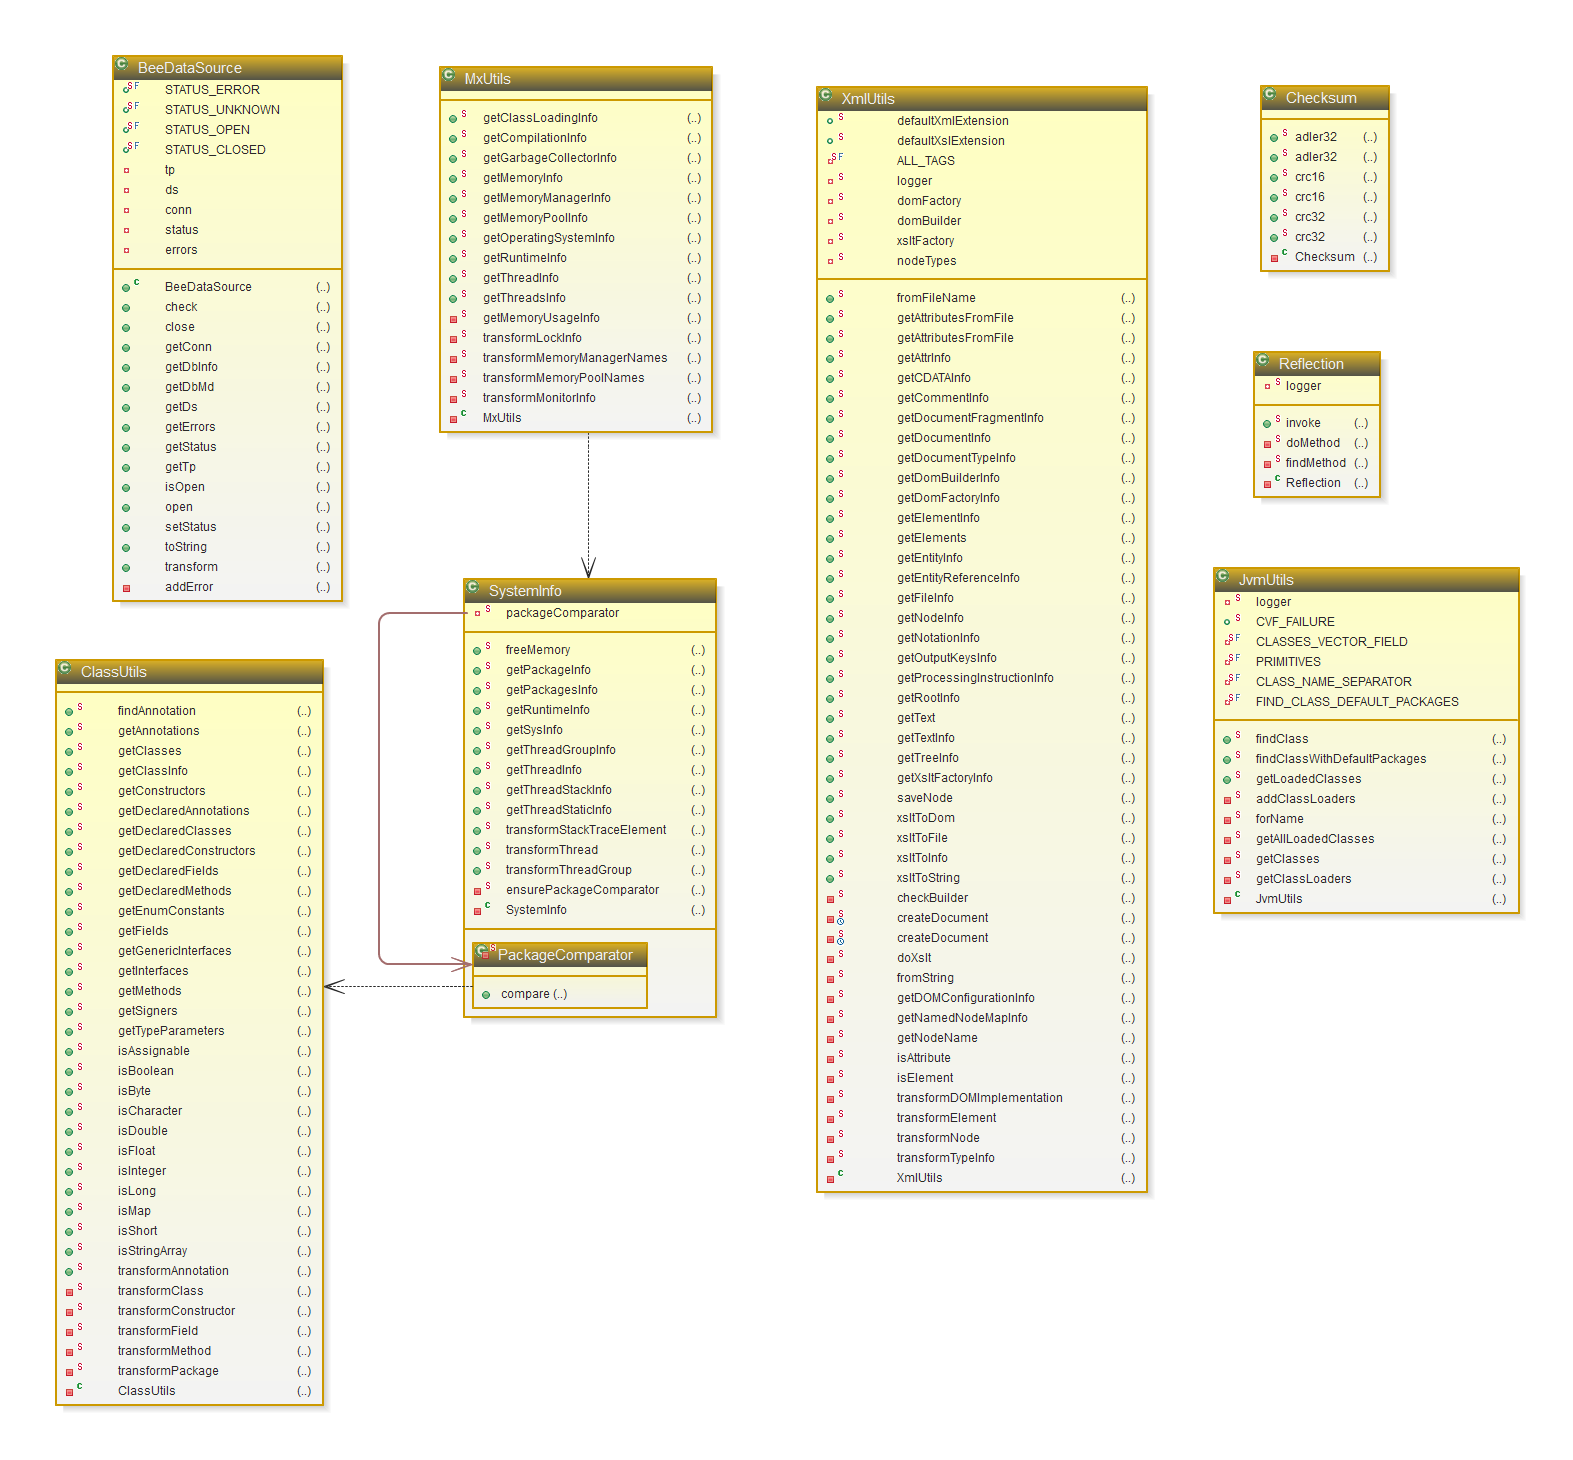 BeeDataSource
STATUS_ERROR
STATUS_UNKNOWN
STATUS_OPEN
STATUS_CLOSED
tp
ds
conn
status
errors
BeeDataSource (..)
check (..)
close (..)
getConn (..)
getDbInfo (..)
getDbMd (..)
getDs (..)
getErrors (..)
getStatus (..)
getTp (..)
isOpen (..)
open (..)
setStatus (..)
toString (..)
transform (..)
addError (..)
MxUtils
getClassLoadingInfo (..)
getCompilationInfo (..)
getGarbageCollectorInfo (..)
getMemoryInfo (..)
getMemoryManagerInfo (..)
getMemoryPoolInfo (..)
getOperatingSystemInfo (..)
getRuntimeInfo (..)
getThreadInfo (..)
getThreadsInfo (..)
getMemoryUsageInfo (..)
transformLockInfo (..)
transformMemoryManagerNames (..)
transformMemoryPoolNames (..)
transformMonitorInfo (..)
MxUtils (..)
SystemInfo
packageComparator
freeMemory (..)
getPackageInfo (..)
getPackagesInfo (..)
getRuntimeInfo (..)
getSysInfo (..)
getThreadGroupInfo (..)
getThreadInfo (..)
getThreadStackInfo (..)
getThreadStaticInfo (..)
transformStackTraceElement (..)
transformThread (..)
transformThreadGroup (..)
ensurePackageComparator (..)
SystemInfo (..)
PackageComparator
compare (..)
ClassUtils
findAnnotation (..)
getAnnotations (..)
getClasses (..)
getClassInfo (..)
getConstructors (..)
getDeclaredAnnotations (..)
getDeclaredClasses (..)
getDeclaredConstructors (..)
getDeclaredFields (..)
getDeclaredMethods (..)
getEnumConstants (..)
getFields (..)
getGenericInterfaces (..)
getInterfaces (..)
getMethods (..)
getSigners (..)
getTypeParameters (..)
isAssignable (..)
isBoolean (..)
isByte (..)
isCharacter (..)
isDouble (..)
isFloat (..)
isInteger (..)
isLong (..)
isMap (..)
isShort (..)
isStringArray (..)
transformAnnotation (..)
transformClass (..)
transformConstructor (..)
transformField (..)
transformMethod (..)
transformPackage (..)
ClassUtils (..)
XmlUtils
defaultXmlExtension
defaultXslExtension
ALL_TAGS
logger
domFactory
domBuilder
xsltFactory
nodeTypes
fromFileName (..)
getAttributesFromFile (..)
getAttributesFromFile (..)
getAttrInfo (..)
getCDATAInfo (..)
getCommentInfo (..)
getDocumentFragmentInfo (..)
getDocumentInfo (..)
getDocumentTypeInfo (..)
getDomBuilderInfo (..)
getDomFactoryInfo (..)
getElementInfo (..)
getElements (..)
getEntityInfo (..)
getEntityReferenceInfo (..)
getFileInfo (..)
getNodeInfo (..)
getNotationInfo (..)
getOutputKeysInfo (..)
getProcessingInstructionInfo (..)
getRootInfo (..)
getText (..)
getTextInfo (..)
getTreeInfo (..)
getXsltFactoryInfo (..)
saveNode (..)
xsltToDom (..)
xsltToFile (..)
xsltToInfo (..)
xsltToString (..)
checkBuilder (..)
createDocument (..)
createDocument (..)
doXslt (..)
fromString (..)
getDOMConfigurationInfo (..)
getNamedNodeMapInfo (..)
getNodeName (..)
isAttribute (..)
isElement (..)
transformDOMImplementation (..)
transformElement (..)
transformNode (..)
transformTypeInfo (..)
XmlUtils (..)
Checksum
adler32 (..)
adler32 (..)
crc16 (..)
crc16 (..)
crc32 (..)
crc32 (..)
Checksum (..)
Reflection
logger
invoke (..)
doMethod (..)
findMethod (..)
Reflection (..)
JvmUtils
logger
CVF_FAILURE
CLASSES_VECTOR_FIELD
PRIMITIVES
CLASS_NAME_SEPARATOR
FIND_CLASS_DEFAULT_PACKAGES
findClass (..)
findClassWithDefaultPackages (..)
getLoadedClasses (..)
addClassLoaders (..)
forName (..)
getAllLoadedClasses (..)
getClasses (..)
getClassLoaders (..)
JvmUtils (..)